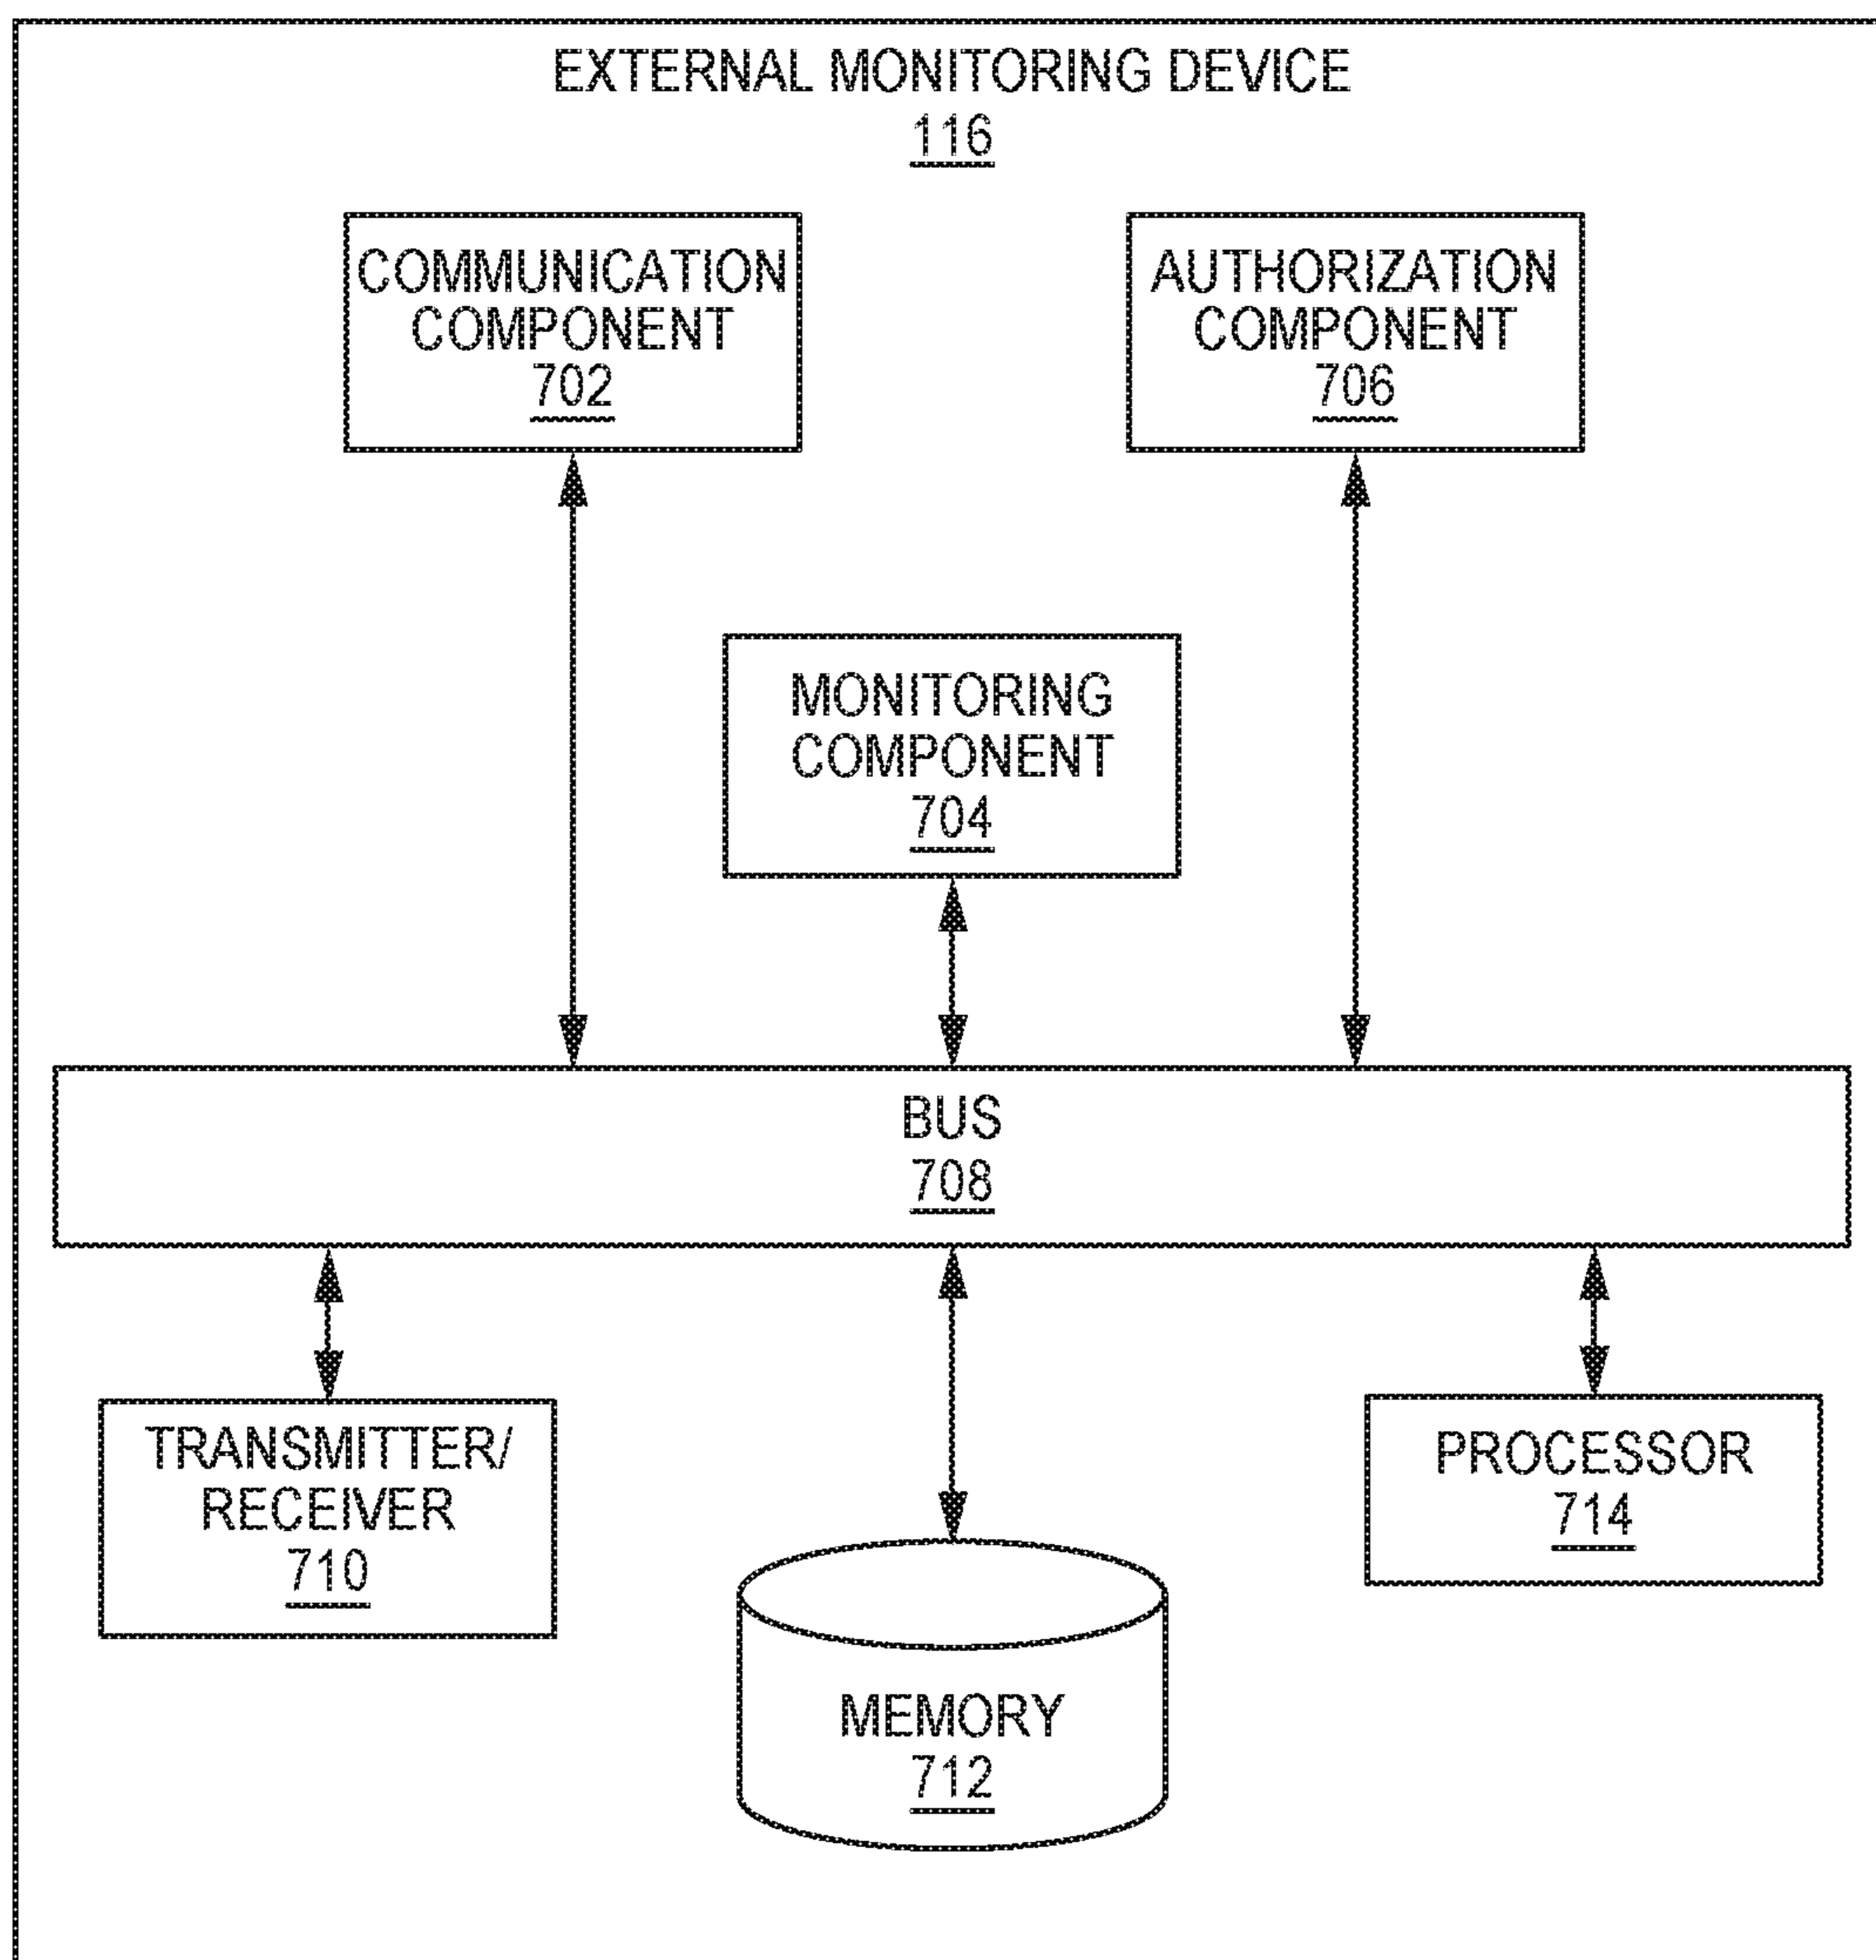 EXTERNAL MONITORING DEVICE
116
COMMUNICATION
COMPONENT
702
AUTHORIZATION
COMPONENT
706
MONITORING
COMPONENT
704
BUS
708
TRANSMITTER/
RECEIVER
710
PROCESSOR
714
MEMORY
712